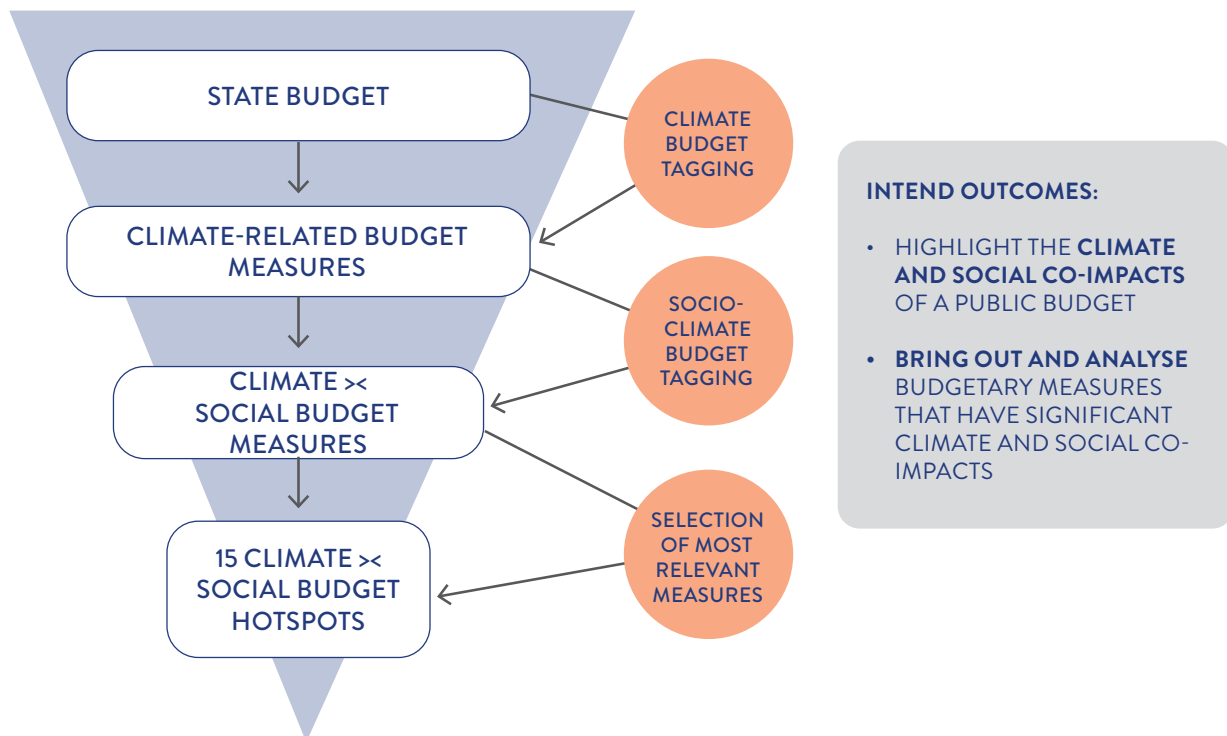 STATE BUDGET
CLIMATE
BUDGET
TAGGING
CLIMATE-RELATED BUDGET
MEASURES
SOCIO-
CLIMATE
BUDGET
TAGGING
CLIMATE ><
SOCIAL BUDGET
MEASURES
SELECTION
OF MOST
RELEVANT
MEASURES
15 CLIMATE ><
SOCIAL BUDGET
HOTSPOTS
INTEND OUTCOMES:
• HIGHLIGHT THE CLIMATE
AND SOCIAL CO-IMPACTS
OF A PUBLIC BUDGET
• BRING OUT AND ANALYSE
BUDGETARY MEASURES
THAT HAVE SIGNIFICANT
CLIMATE AND SOCIAL CO-
IMPACTS